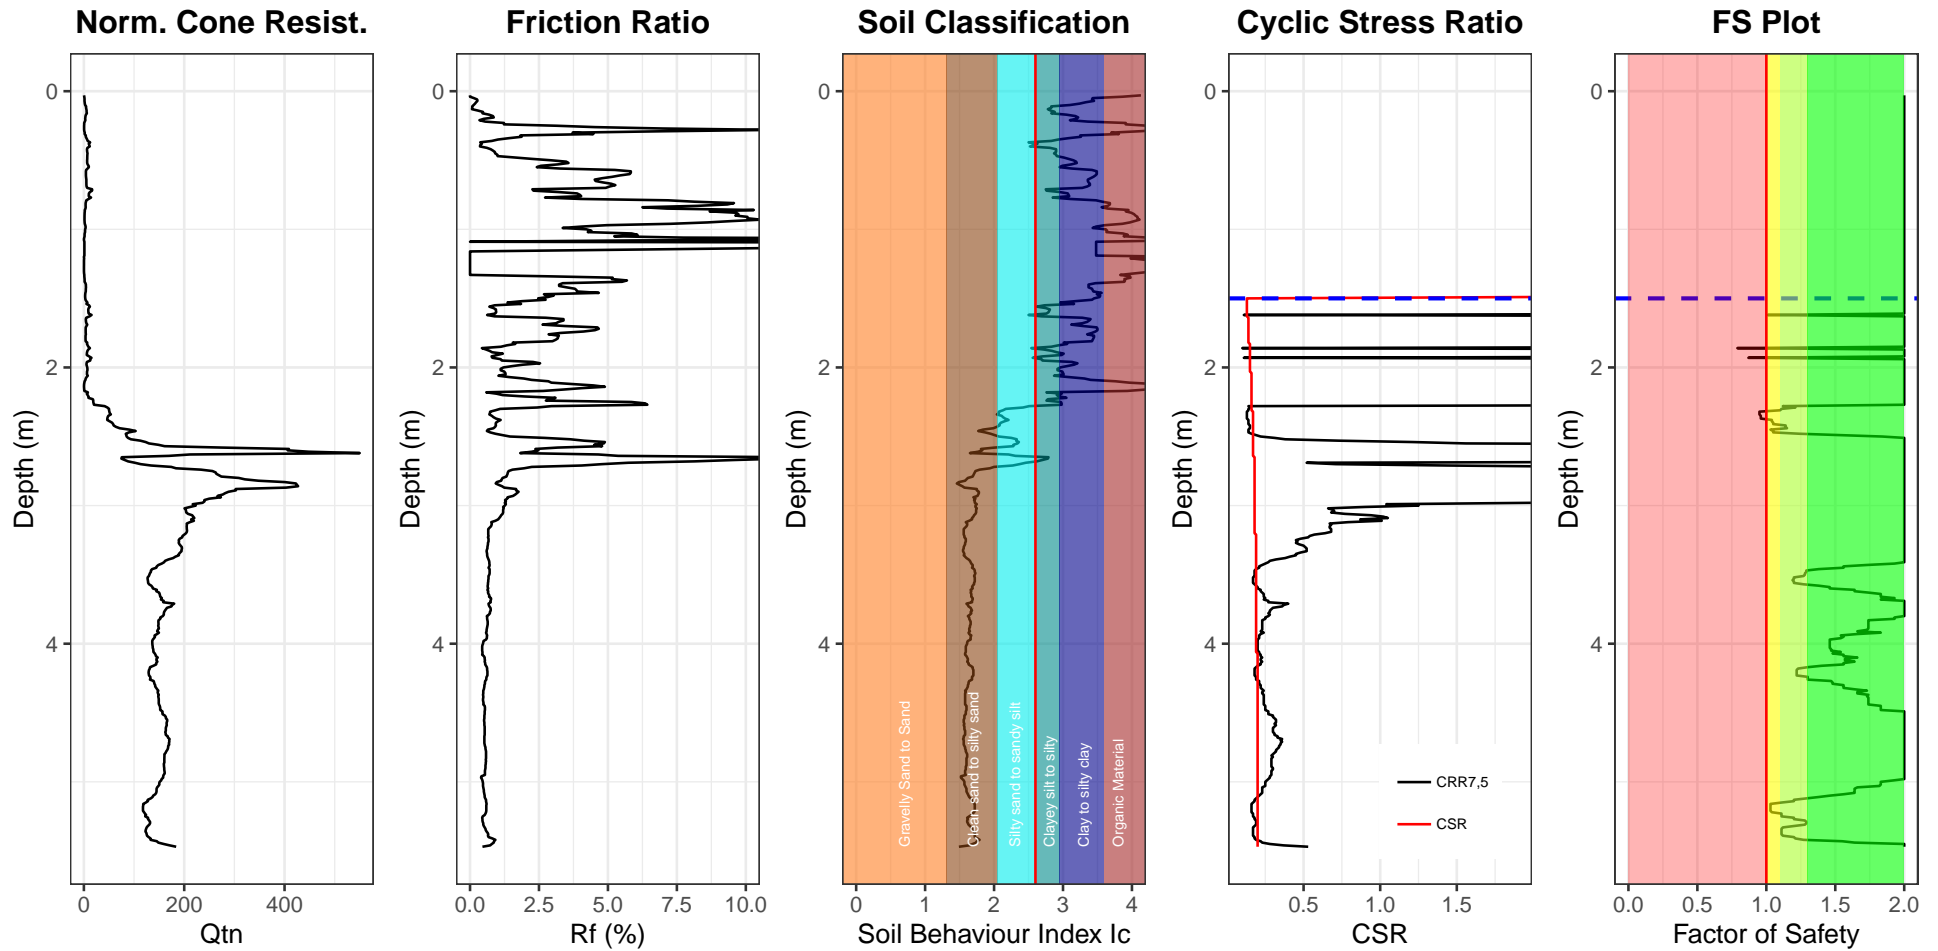 Norm. Cone Resist.
Friction Ratio
Soil Classification
Cyclic Stress Ratio
FS Plot
Depth (m)
0
2
4
0
200
400
Qtn
Depth (m)
0
2
4
0.0
2.5
5.0
7.5
10.0
Rf (%)
Depth (m)
0
2
4
Gravelly Sand to Sand
Clean sand to silty sand
Silty sand to sandy silt
Clayey silt to silty
Clay to silty clay
Organic Material
0
1
2
3
4
Soil Behaviour Index Ic
Depth (m)
0
2
4
CRR7,5
CSR
0.5
1.0
1.5
CSR
Depth (m)
0
2
4
0.0
0.5
1.0
1.5
2.0
Factor of Safety